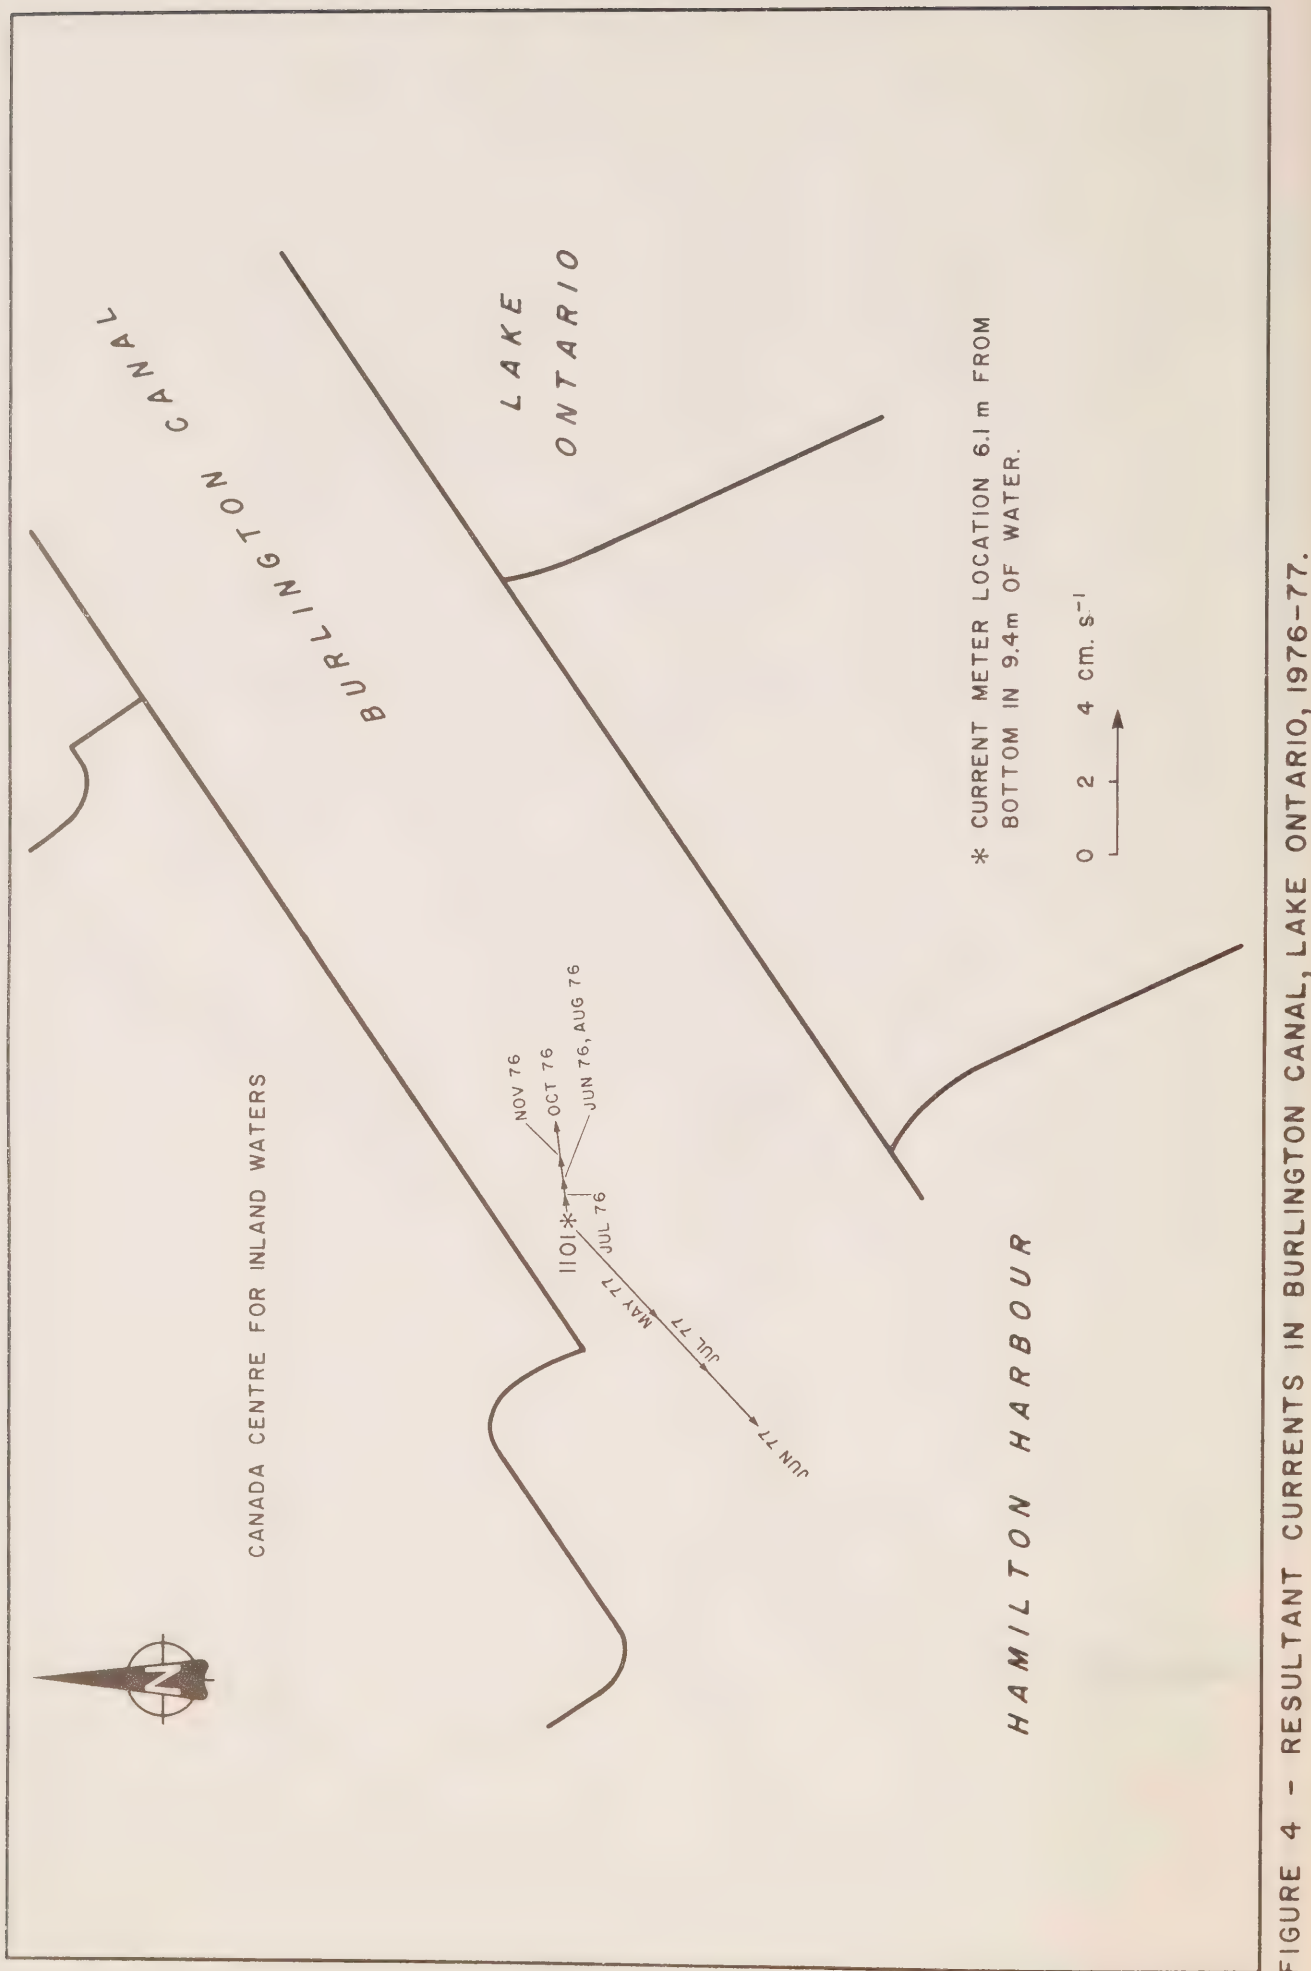 N
CANADA CENTRE FOR INLAND WATERS
BURLINGTON CANAL
LAKE
ONTARIO
NOV 76
OCT 76
JUN 76, AUG 76
1101*
JUL 76
MAY 77
JUL 77
JUN 77
HAMILTON HARBOUR
* CURRENT METER LOCATION 6.1 m FROM
BOTTOM IN 9.4m OF WATER.
0 2 4 cm. s⁻¹
FIGURE 4 - RESULTANT CURRENTS IN BURLINGTON CANAL, LAKE ONTARIO, 1976-77.